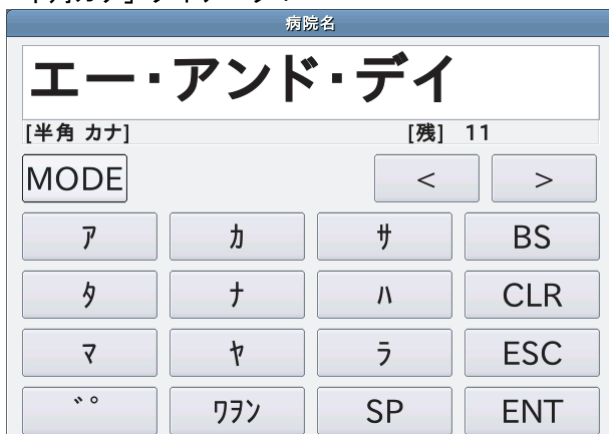 病院名
エー・アンド・デイ
[半角 カナ] [残] 11
MODE < >
ｱ ｶ ｻ BS
ﾀ ﾅ ﾊ CLR
ﾏ ﾔ ﾗ ESC
ﾞﾟ ﾜｦﾝ SP ENT